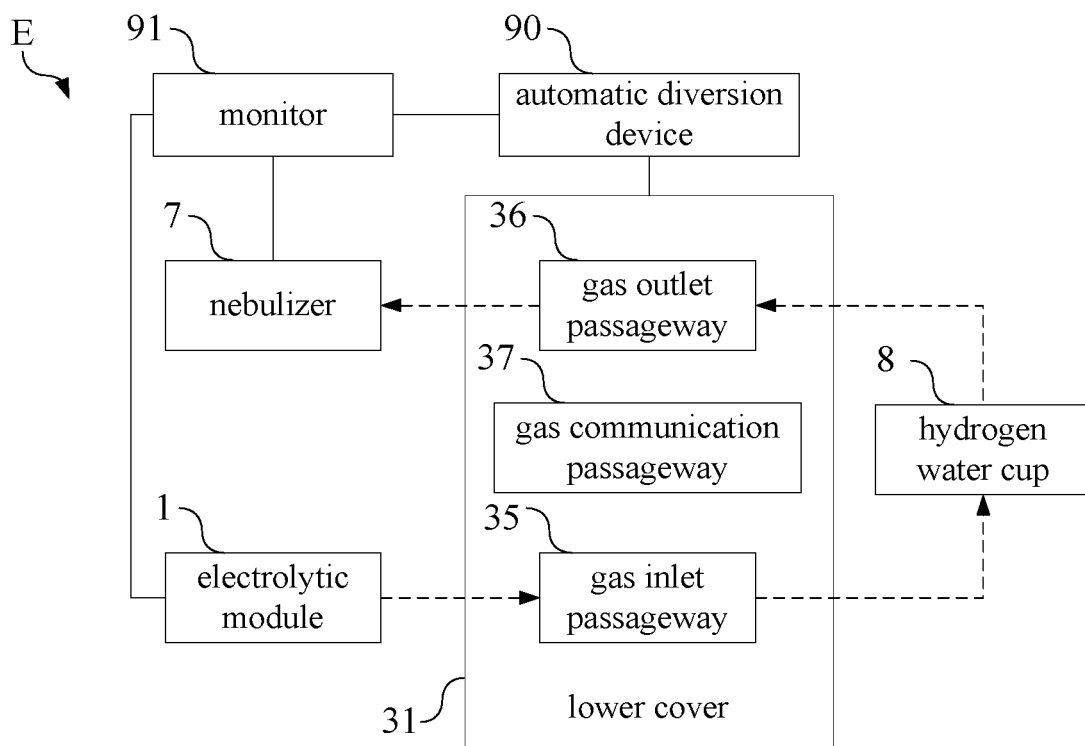 E
91
90
monitor
automatic diversion
device
7
36
nebulizer
gas outlet
passageway
37
8
gas communication
passageway
hydrogen
water cup
1
35
electrolytic
module
gas inlet
passageway
31
lower cover